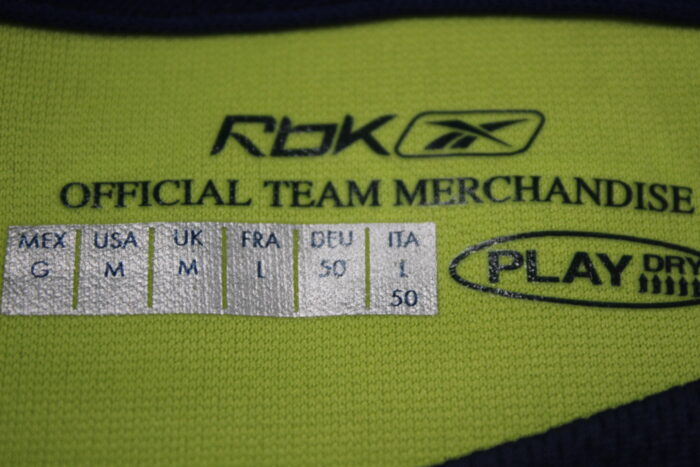 Rbk
OFFICIAL TEAM MERCHANDISE
MEX USA UK FRA DEU ITA
G M M L 50 L
50
PLAY DRY